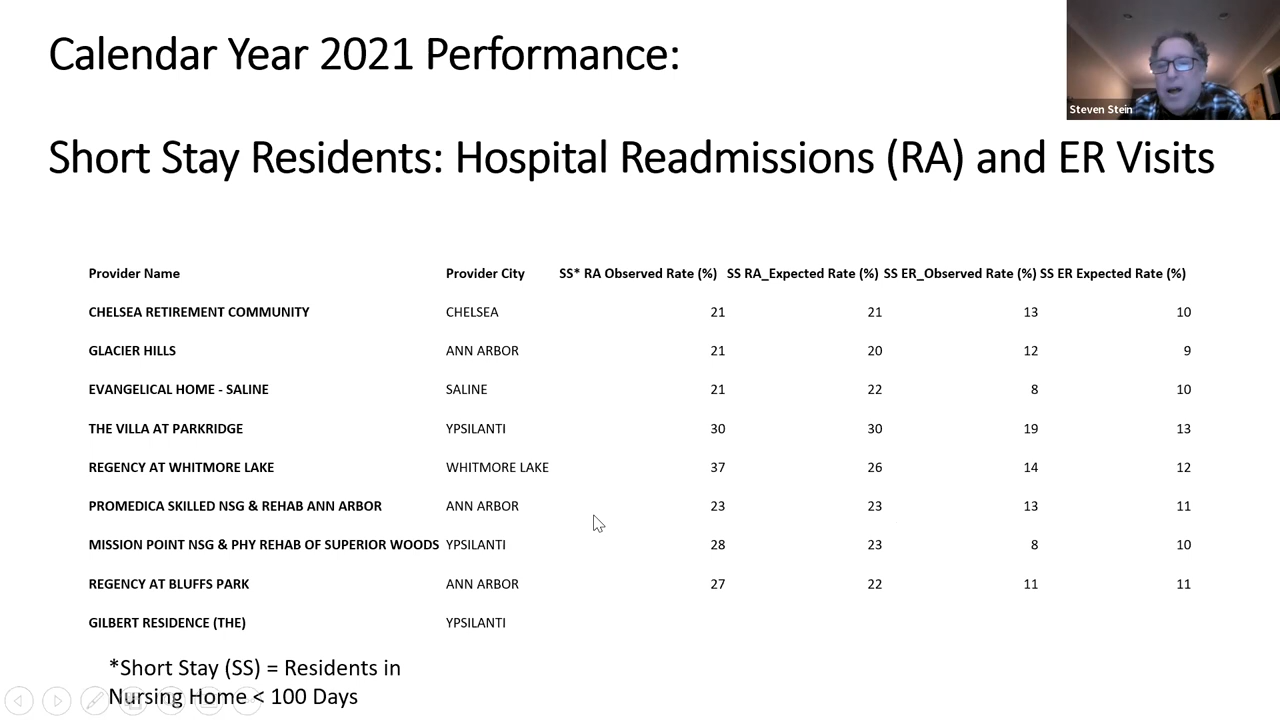 Calendar Year 2021 Performance:
Steven Stein
Short Stay Residents: Hospital Readmissions (RA) and ER Visits
Provider Name Provider City SS* RA Observed Rate (%) SS RA_Expected Rate (%) SS ER_Observed Rate (%) SS ER Expected Rate (%)
CHELSEA RETIREMENT COMMUNITY CHELSEA 21 21 13 10
GLACIER HILLS ANN ARBOR 21 20 12 9
EVANGELICAL HOME - SALINE SALINE 21 22 8 10
THE VILLA AT PARKRIDGE YPSILANTI 30 30 19 13
REGENCY AT WHITMORE LAKE WHITMORE LAKE 37 26 14 12
PROMEDICA SKILLED NSG & REHAB ANN ARBOR ANN ARBOR 23 23 13 11
MISSION POINT NSG & PHY REHAB OF SUPERIOR WOODS YPSILANTI 28 23 8 10
REGENCY AT BLUFFS PARK ANN ARBOR 27 22 11 11
GILBERT RESIDENCE (THE) YPSILANTI
*Short Stay (SS) = Residents in
Nursing Home < 100 Days